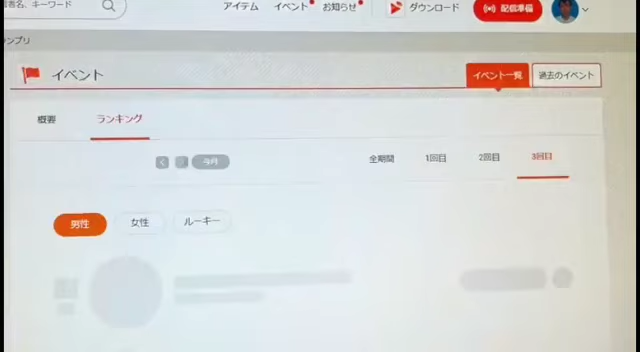 者名、キーワード
アイテム イベント お知らせ ダウンロード 配信準備
ンプリ
イベント イベント一覧 過去のイベント
概要 ランキング
今月 全期間 1回目 2回目 3回目
男性 女性 ルーキー